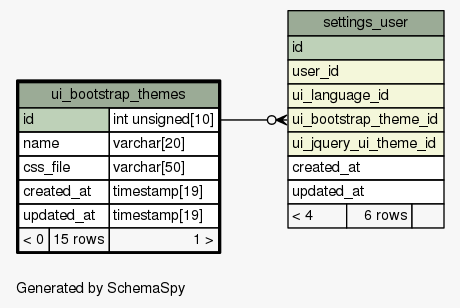 settings_user
id
user_id
ui_language_id
ui_bootstrap_theme_id
ui_jquery_ui_theme_id
created_at
updated_at
< 4 6 rows
ui_bootstrap_themes
id int unsigned[10]
name varchar[20]
css_file varchar[50]
created_at timestamp[19]
updated_at timestamp[19]
< 0 15 rows 1 >
Generated by SchemaSpy